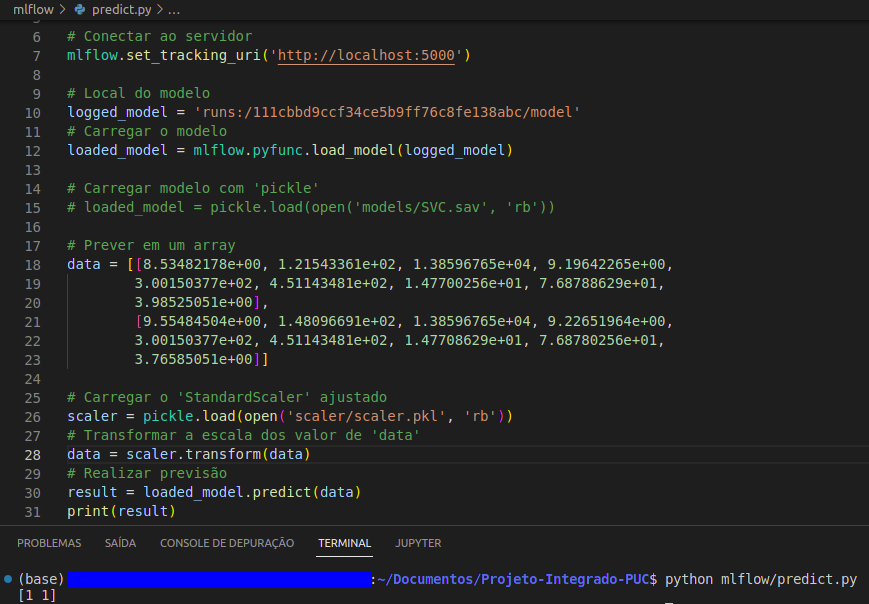 mlflow > predict.py > ...
6 # Conectar ao servidor
7 mlflow.set_tracking_uri('http://localhost:5000')
8
9 # Local do modelo
10 logged_model = 'runs:/111cbbd9ccf34ce5b9ff76c8fe138abc/model'
11 # Carregar o modelo
12 loaded_model = mlflow.pyfunc.load_model(logged_model)
13
14 # Carregar modelo com 'pickle'
15 # loaded_model = pickle.load(open('models/SVC.sav', 'rb'))
16
17 # Prever em um array
18 data = [[8.53482178e+00, 1.21543361e+02, 1.38596765e+04, 9.19642265e+00,
19 3.00150377e+02, 4.51143481e+02, 1.47700256e+01, 7.68788629e+01,
20 3.98525051e+00],
21 [9.55484504e+00, 1.48096691e+02, 1.38596765e+04, 9.22651964e+00,
22 3.00150377e+02, 4.51143481e+02, 1.47708629e+01, 7.68780256e+01,
23 3.76585051e+00]]
24
25 # Carregar o 'StandardScaler' ajustado
26 scaler = pickle.load(open('scaler/scaler.pkl', 'rb'))
27 # Transformar a escala dos valor de 'data'
28 data = scaler.transform(data)
29 # Realizar previsão
30 result = loaded_model.predict(data)
31 print(result)
PROBLEMAS SAÍDA CONSOLE DE DEPURAÇÃO TERMINAL JUPYTER
(base) :~/Documentos/Projeto-Integrado-PUC$ python mlflow/predict.py
[1 1]